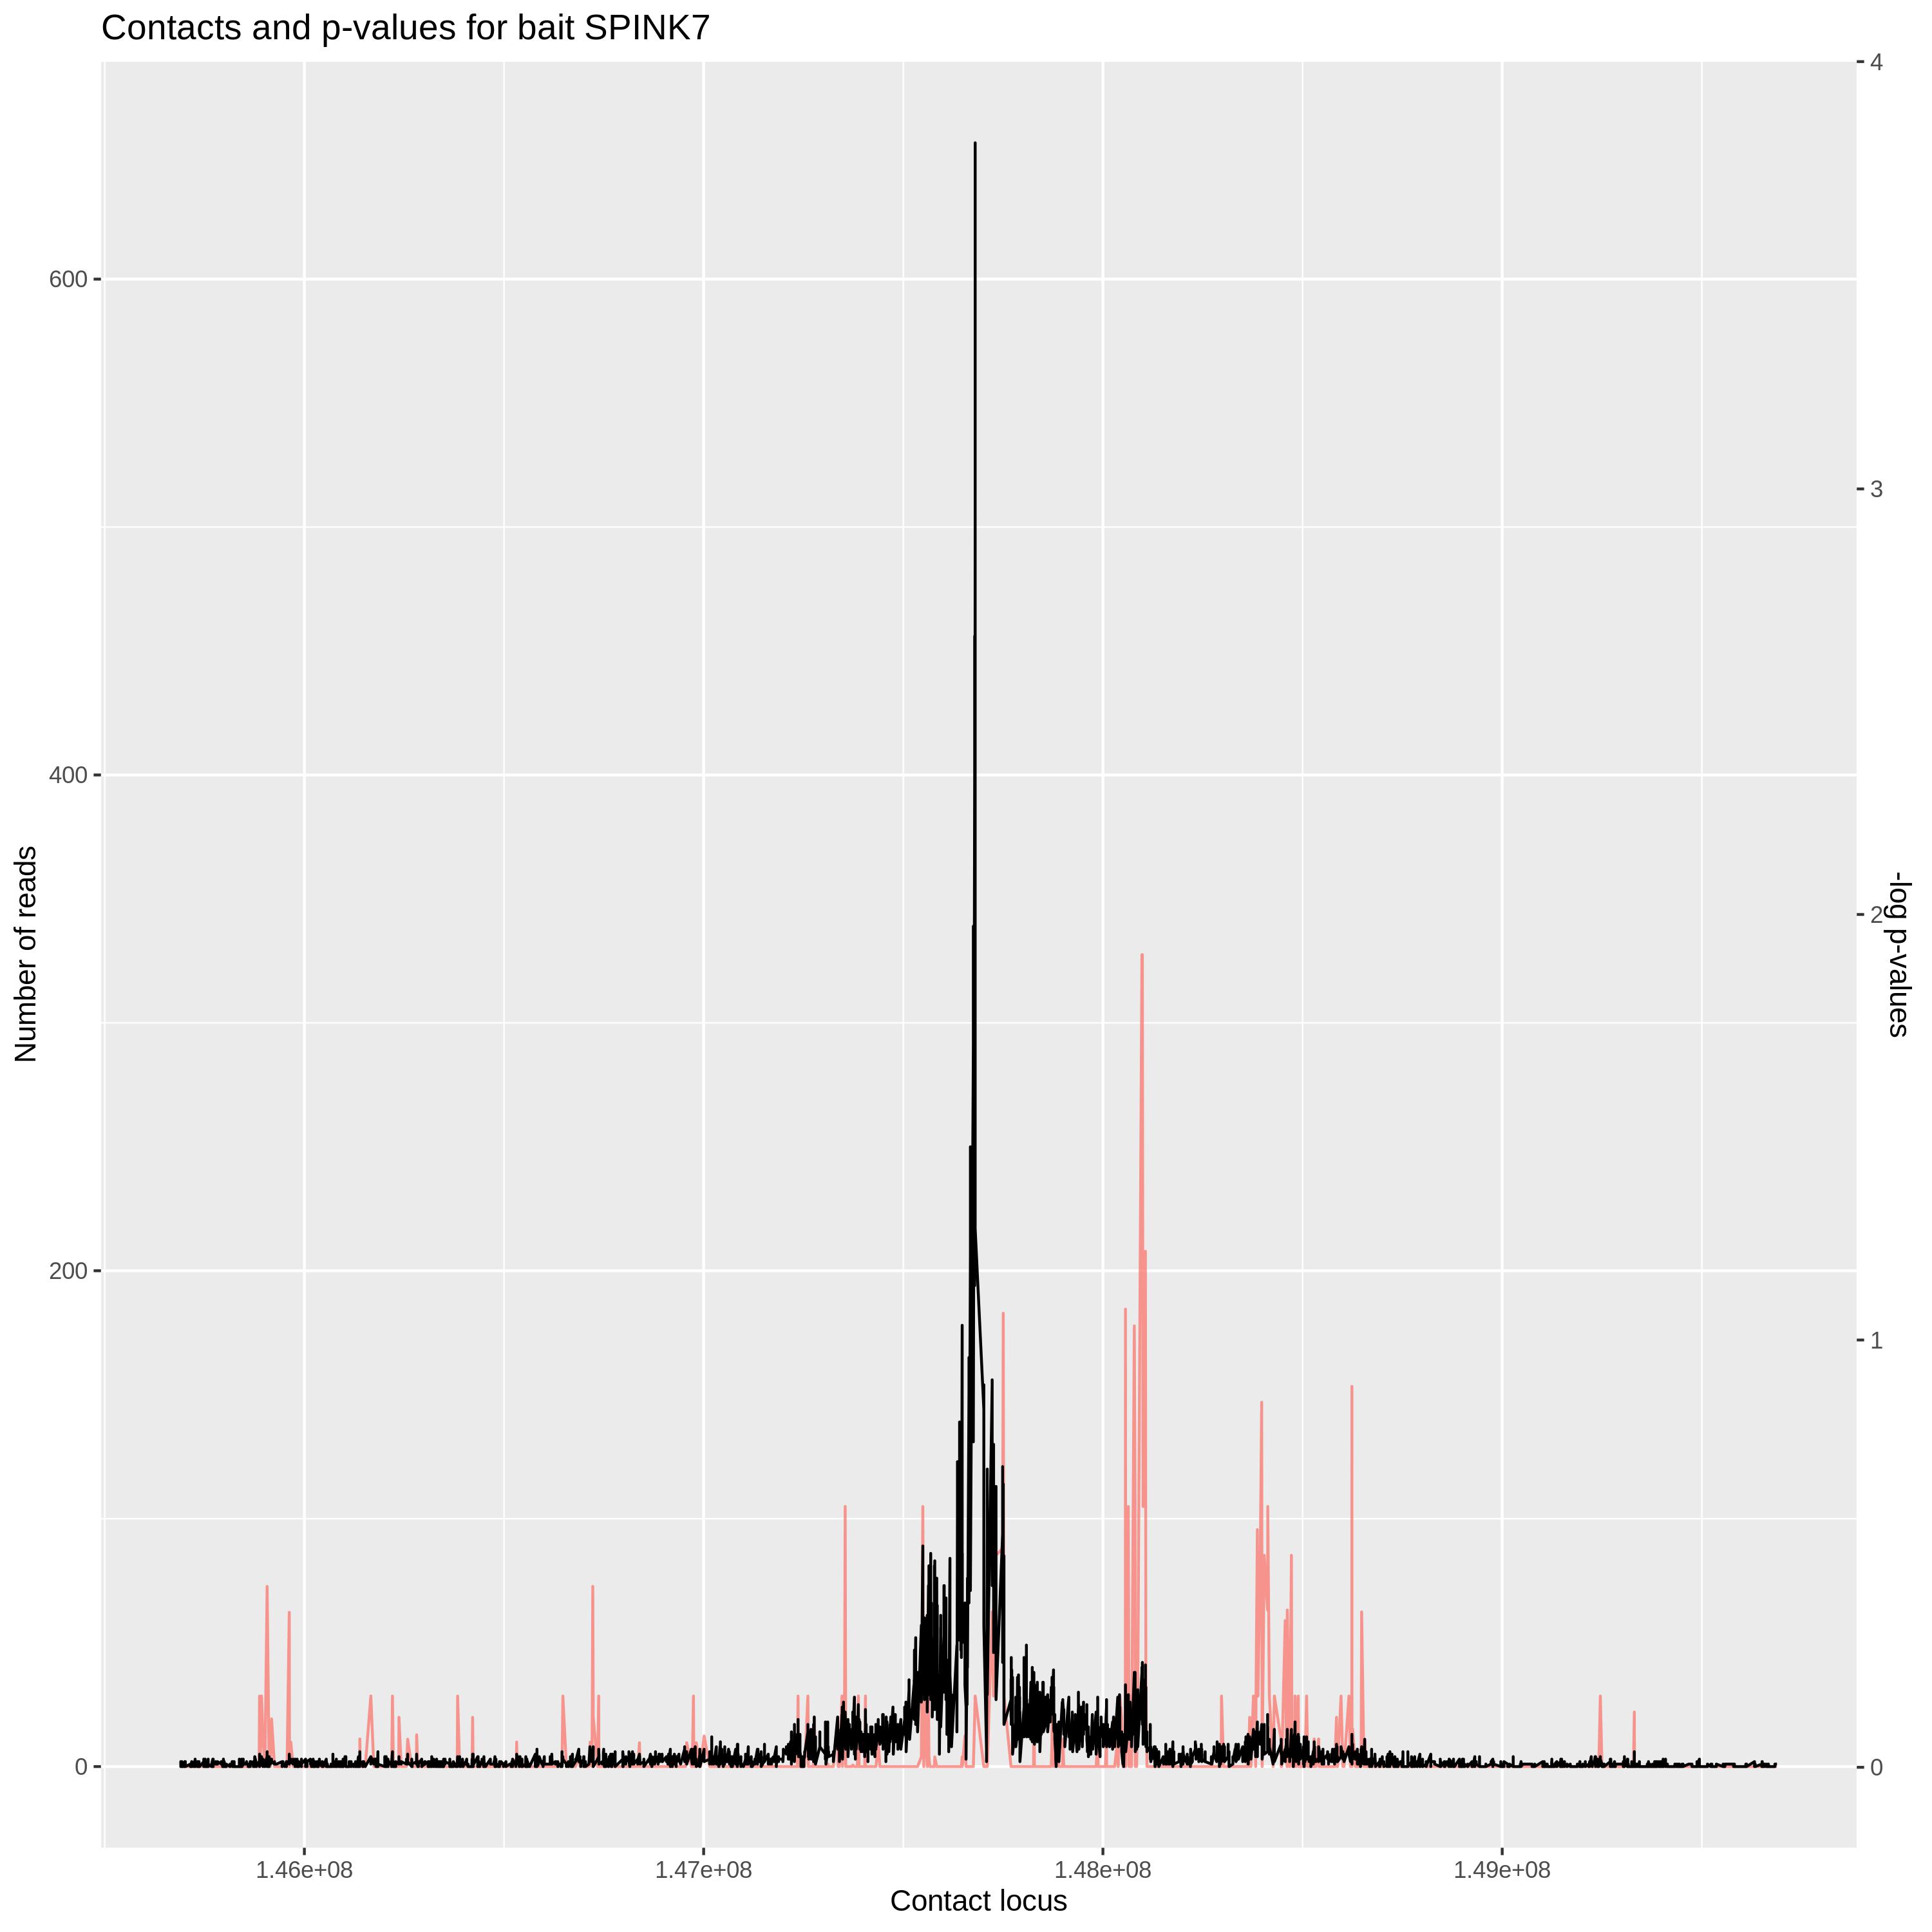 Contacts and p-values for bait SPINK7
Number of reads
600
400
200
0
4
3
2
1
0
-log p-values
1.46e+08 1.47e+08 1.48e+08 1.49e+08
Contact locus